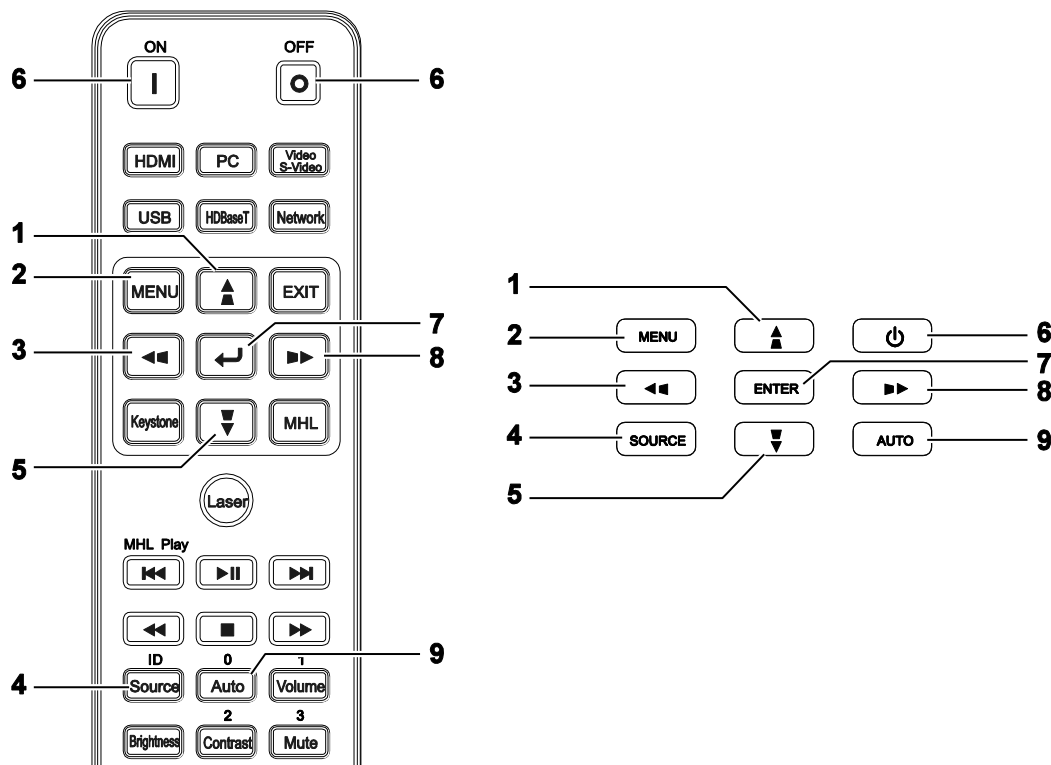 ON OFF
6 6
HDMI PC Video
S-Video
USB HDBaseT Network
1
2 MENU EXIT
7
3
8
Keystone MHL
5
Laser
MHL Play
ID 0 1
9
4 Source Auto Volume
2 3
Brightness Contrast Mute
1
2 MENU 6
7
3 ENTER 8
4 SOURCE AUTO 9
5